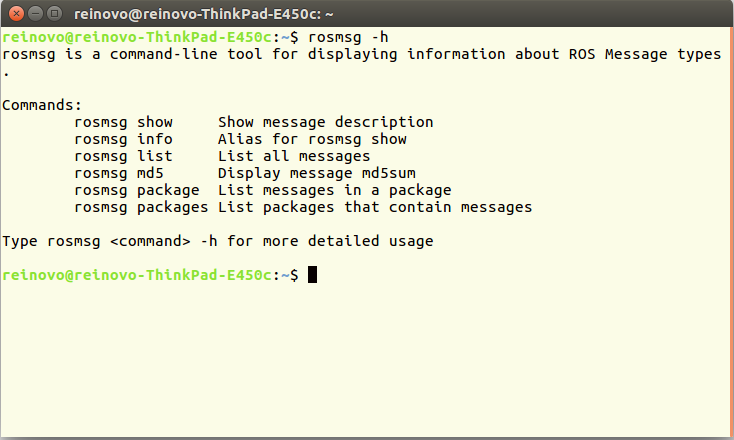 reinovo@reinovo-ThinkPad-E450c: ~
reinovo@reinovo-ThinkPad-E450c:~$ rosmsg -h
rosmsg is a command-line tool for displaying information about ROS Message types
.
Commands:
rosmsg show Show message description
rosmsg info Alias for rosmsg show
rosmsg list List all messages
rosmsg md5 Display message md5sum
rosmsg package List messages in a package
rosmsg packages List packages that contain messages
Type rosmsg <command> -h for more detailed usage
reinovo@reinovo-ThinkPad-E450c:~$